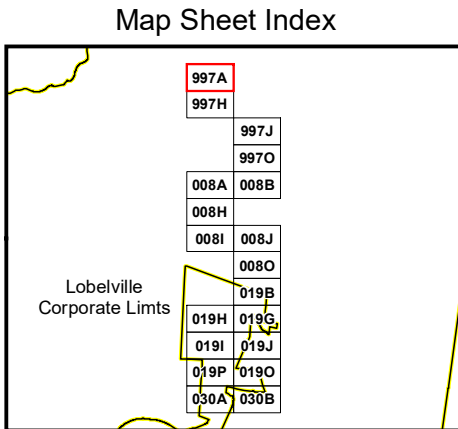 Map Sheet Index
997A
997H
997J
997O
008A 008B
008H
008I 008J
008O
Lobelville
Corporate Limts
019B
019H 019G
019I 019J
019P 019O
030A 030B